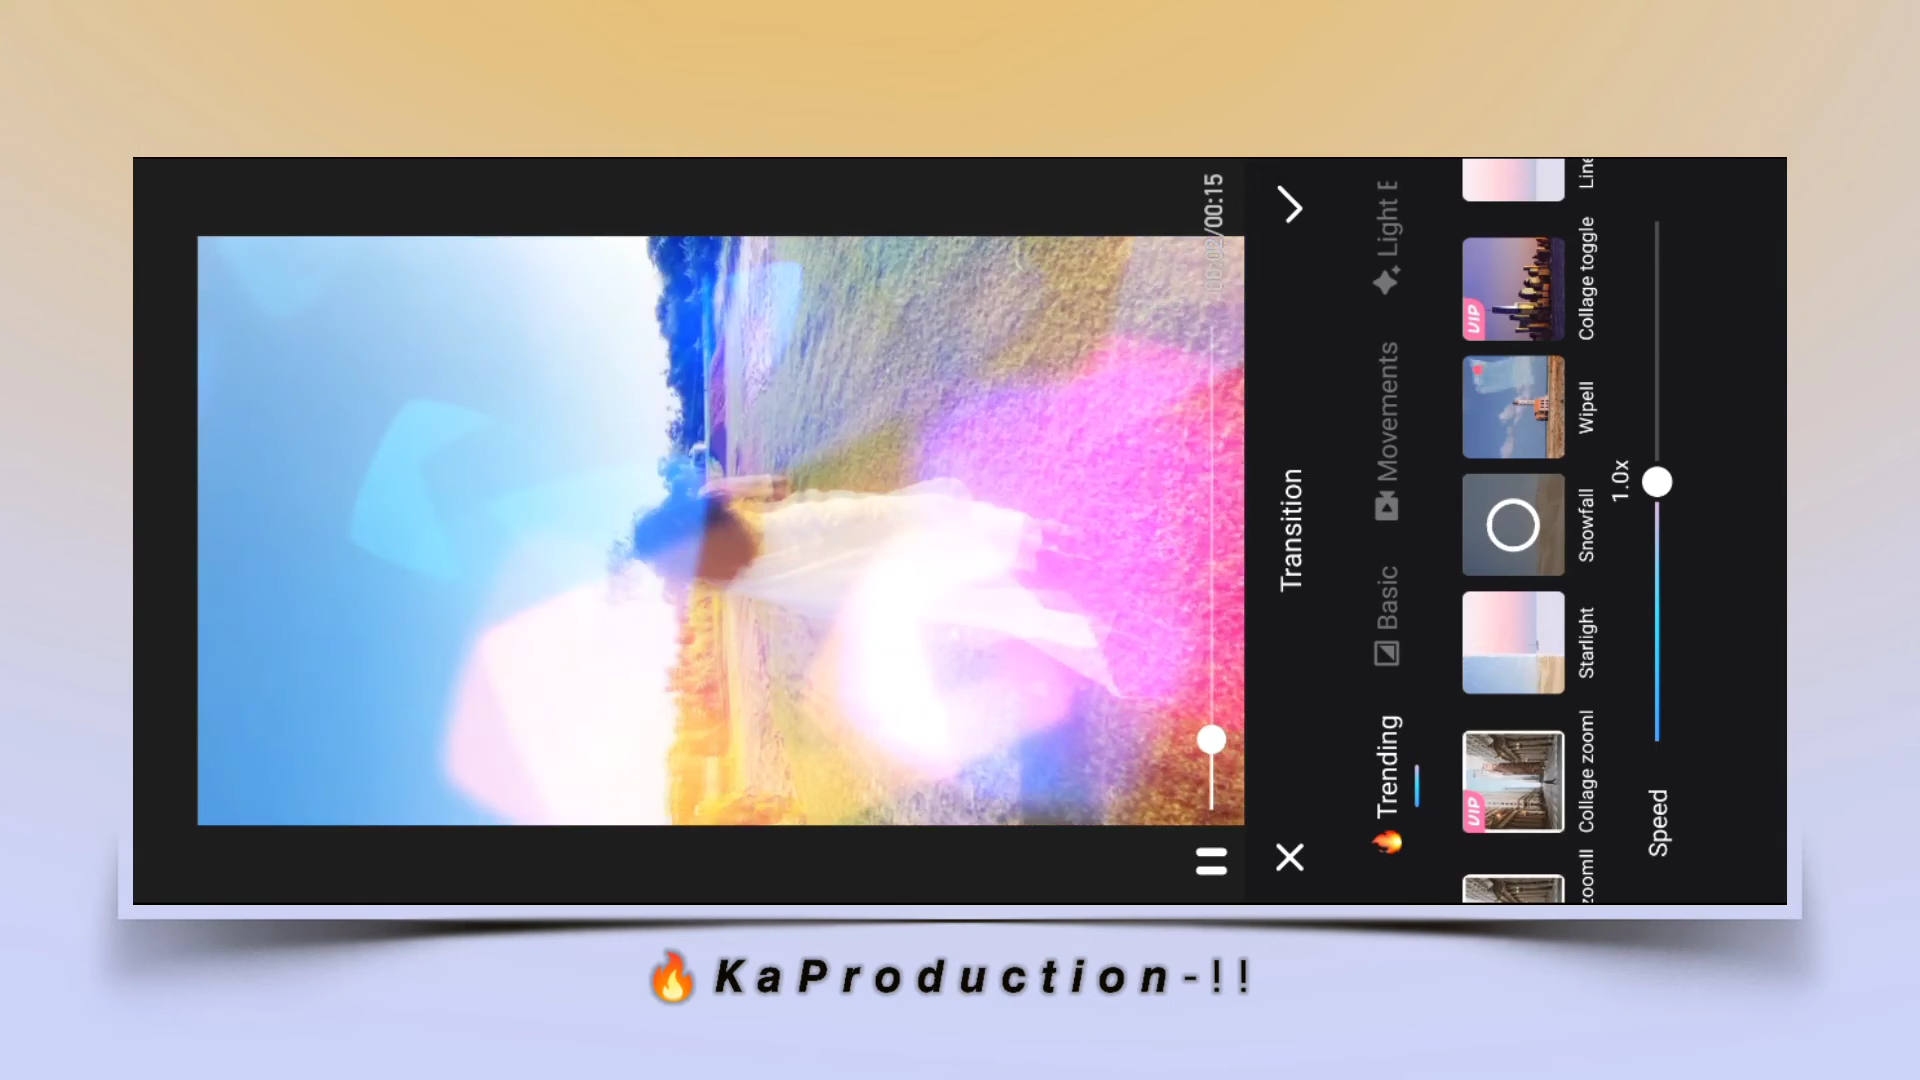 00:02/00:15
Transition
Trending
Basic
Movements
Light E
zoomII
Collage zoomI
VIP
Starlight
Snowfall
WipeII
Collage toggle
VIP
Line
1.0x
Speed
🔥 KaProduction-!!